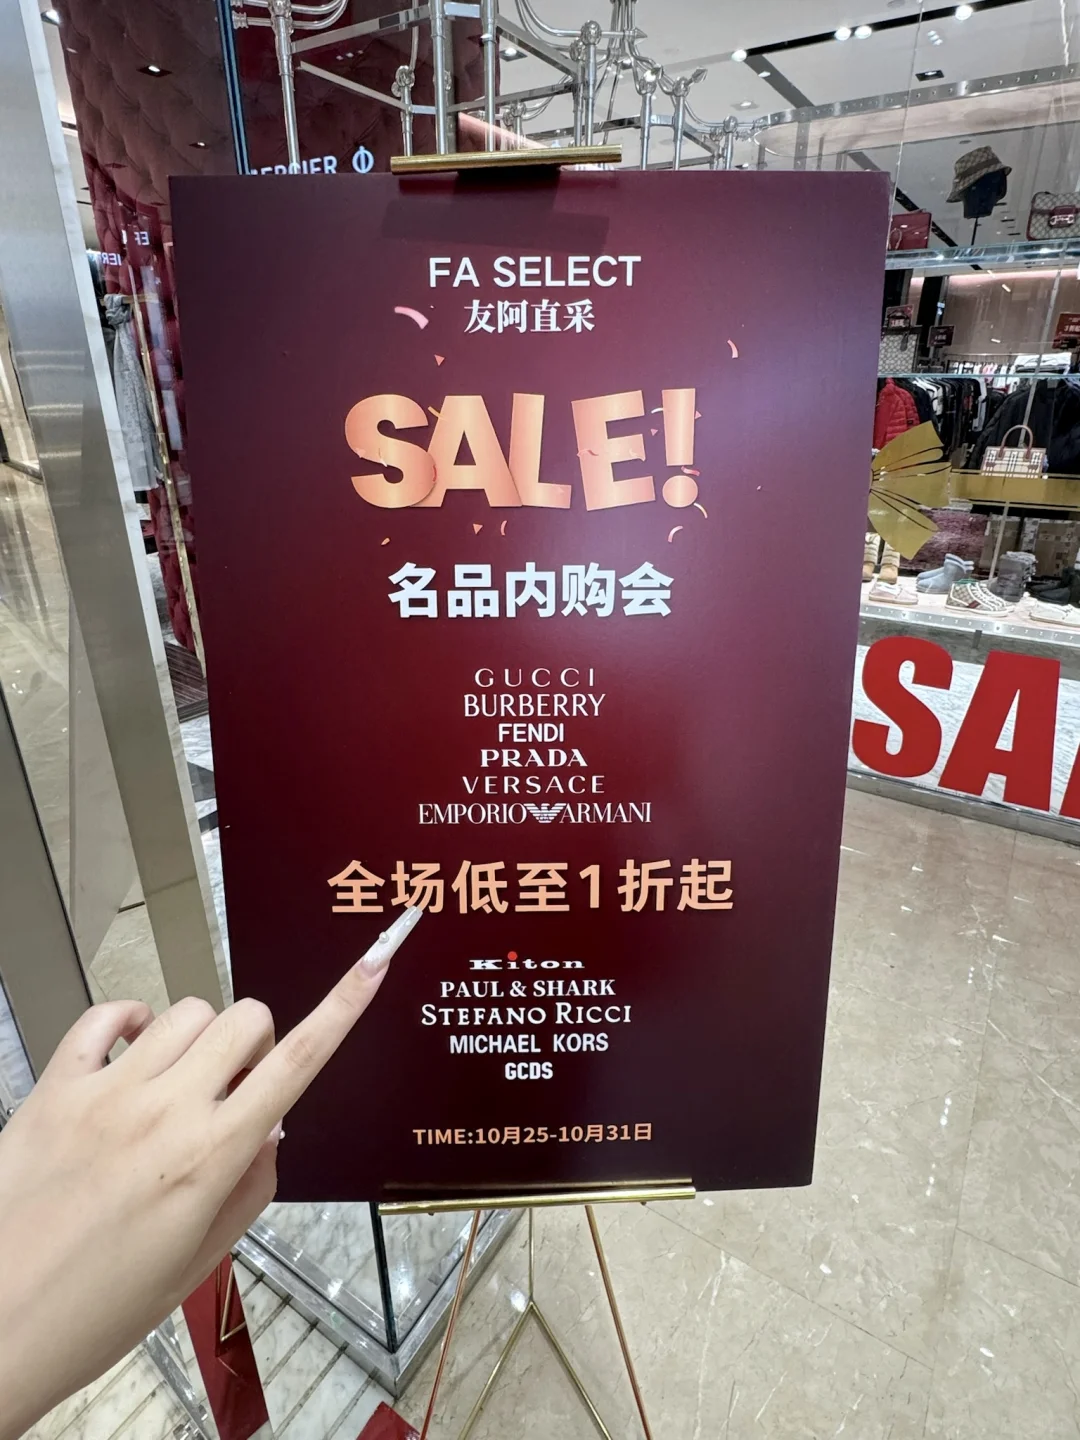 FA SELECT
友阿直采
SALE!
名品内购会
GUCCI
BURBERRY
FENDI
PRADA
VERSACE
EMPORIO ARMANI
全场低至1折起
Kiton
PAUL & SHARK
STEFANO RICCI
MICHAEL KORS
GCDS
TIME:10月25-10月31日
SA